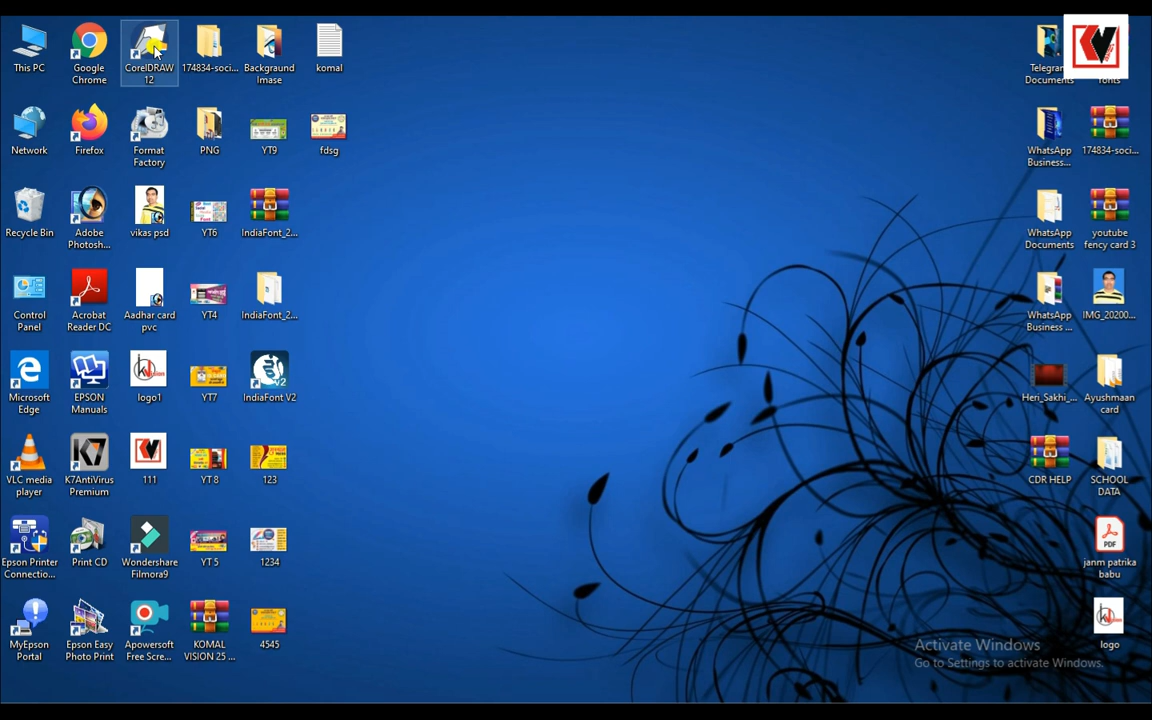 This PC
Google
Chrome
CorelDRAW
12
174834-soci...
Backgraund
Imase
komal
Telegram
Documents
Network
Firefox
Format
Factory
PNG
YT9
fdsg
WhatsApp
Business...
174834-soci...
Recycle Bin
Adobe
Photosh...
vikas psd
YT6
IndiaFont_2...
WhatsApp
Documents
youtube
fency card 3
Control
Panel
Acrobat
Reader DC
Aadhar card
pvc
YT4
IndiaFont_2...
WhatsApp
Business ...
IMG_20200...
Microsoft
Edge
EPSON
Manuals
logo1
YT7
IndiaFont V2
Heri_Sakhi_...
Ayushmaan
card
VLC media
player
K7AntiVirus
Premium
111
YT 8
123
CDR HELP
SCHOOL
DATA
Epson Printer
Connectio...
Print CD
Wondershare
Filmora9
YT 5
1234
PDF
janm patrika
babu
MyEpson
Portal
Epson Easy
Photo Print
Apowersoft
Free Scre...
KOMAL
VISION 25 ...
4545
logo
Activate Windows
Go to Settings to activate Windows.